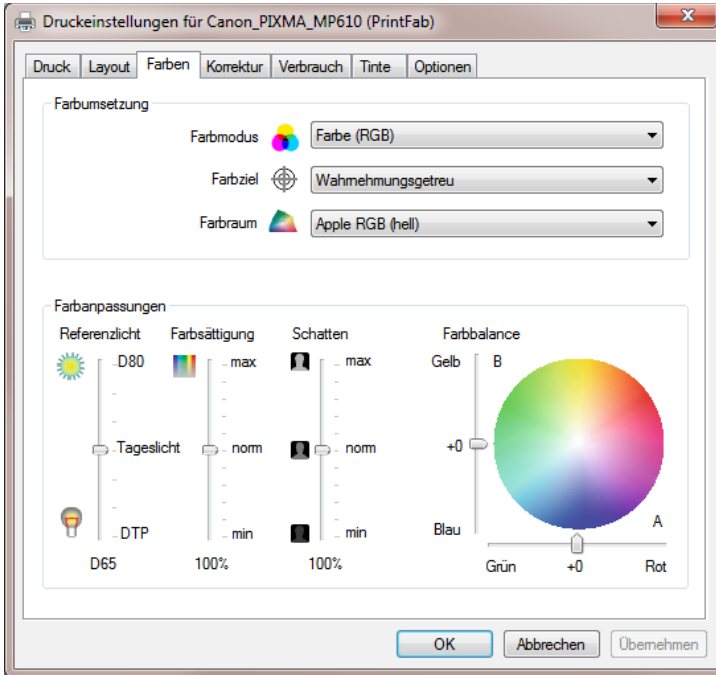 Druckeinstellungen für Canon_PIXMA_MP610 (PrintFab)
Druck Layout Farben Korrektur Verbrauch Tinte Optionen
Farbumsetzung
Farbmodus Farbe (RGB)
Farbziel Wahrnehmungsgetreu
Farbraum Apple RGB (hell)
Farbanpassungen
Referenzlicht Farbsättigung Schatten Farbbalance
D80 max max Gelb B
Tageslicht norm norm +0
DTP min min Blau A
D65 100% 100% Grün +0 Rot
OK Abbrechen Übernehmen